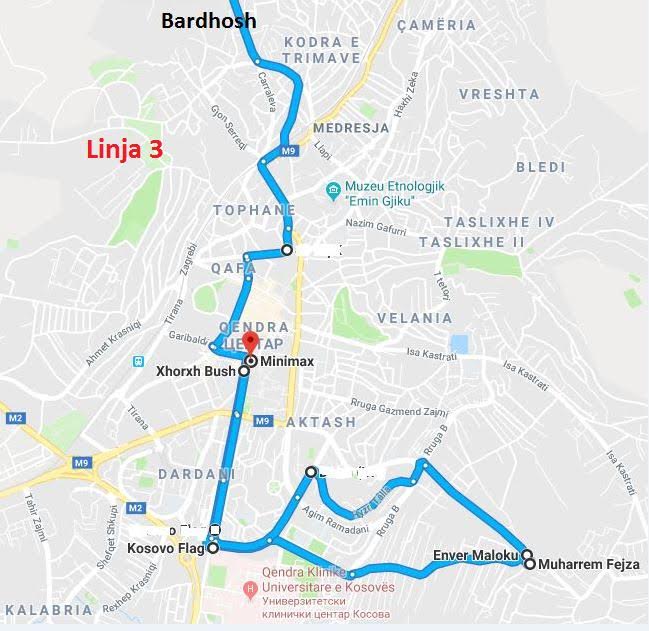 Bardhosh
ÇAMËRIA
KODRA E
TRIMAVE
Carraleva
Haxhi Zeka
VRESHTA
Gjon Serreqi
MEDRESJA
Linja 3
M9
Llapi
BLEDI
Muzeu Etnologjik
"Emin Gjiku"
TOPHANE
Nazim Gafurri
TASLIXHE IV
TASLIXHE II
Zagrebi
QAFA
Tirana
VELANIA
QENDRA
ЦЕНТАР
Garibaldi
Ahmet Krasniqi
Isa Kastrati
Minimax
Xhorxh Bush
Isa Kastrati
Tirana
Rruga Gazmend Zajmi
M2
M9
AKTASH
Rruga B
M9
DARDANI
Isa Kastrati
Tahir Zajmi
M2
Agim Ramadani
Rruga B
Shefqet Shkupi
Kosovo Flag
Enver Maloku
Muharrem Fejza
Qendra Klinike
Universitare e Kosovës
Универзитетски
клинички центар Косова
Rexhep Krasniqi
KALABRIA